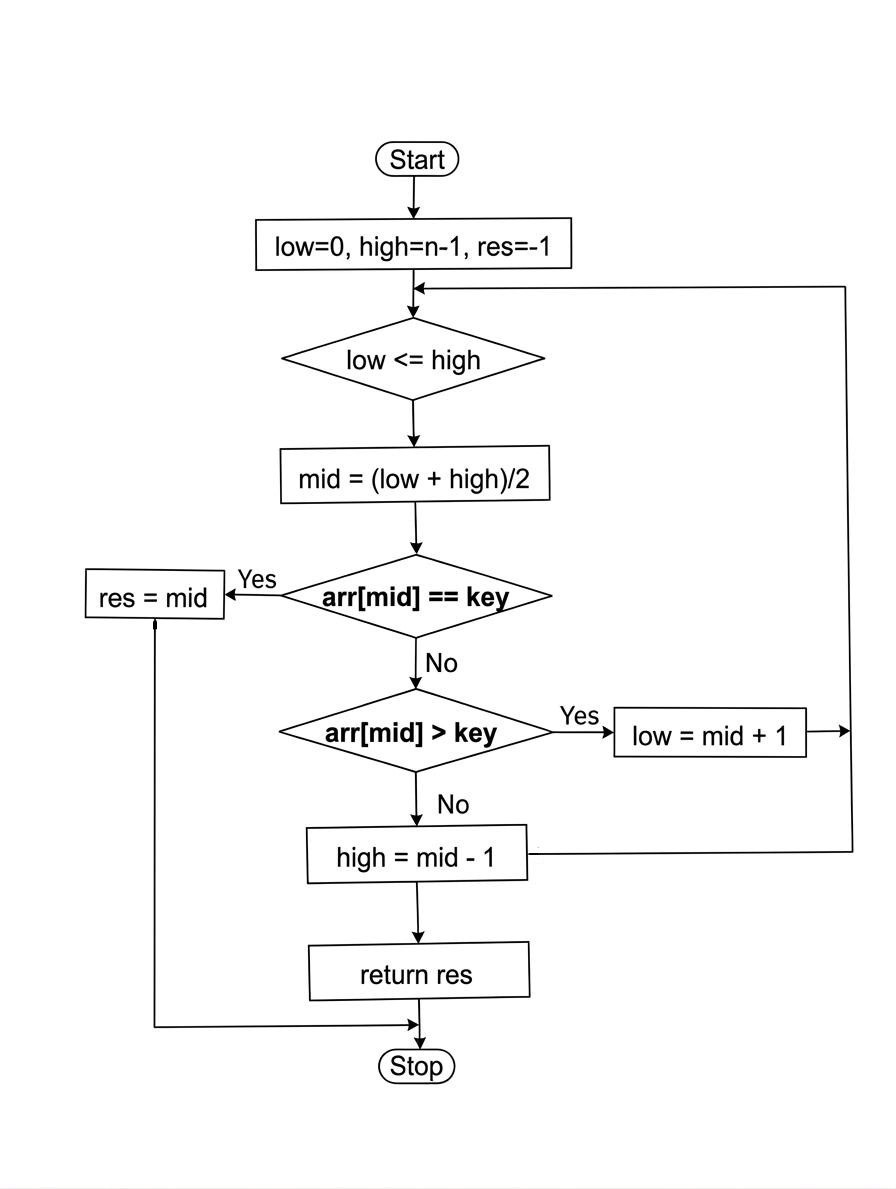 Start
low=0, high=n-1, res=-1
low <= high
mid = (low + high)/2
arr[mid] == key
Yes
res = mid
No
arr[mid] > key
Yes
low = mid + 1
No
high = mid - 1
return res
Stop